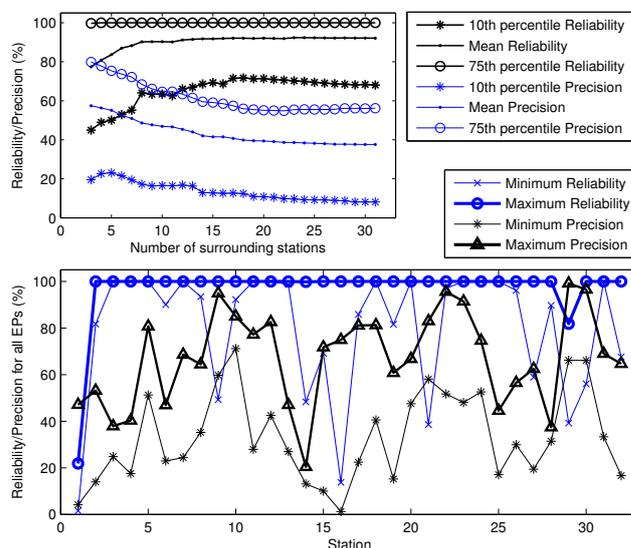 100
80
60
40
20
0
Reliability/Precision (%)
0 5 10 15 20 25 30
Number of surrounding stations
10th percentile Reliability
Mean Reliability
75th percentile Reliability
10th percentile Precision
Mean Precision
75th percentile Precision
Minimum Reliability
Maximum Reliability
Minimum Precision
Maximum Precision
100
80
60
40
20
0
Reliability/Precision for all EPs (%)
0 5 10 15 20 25 30
Station